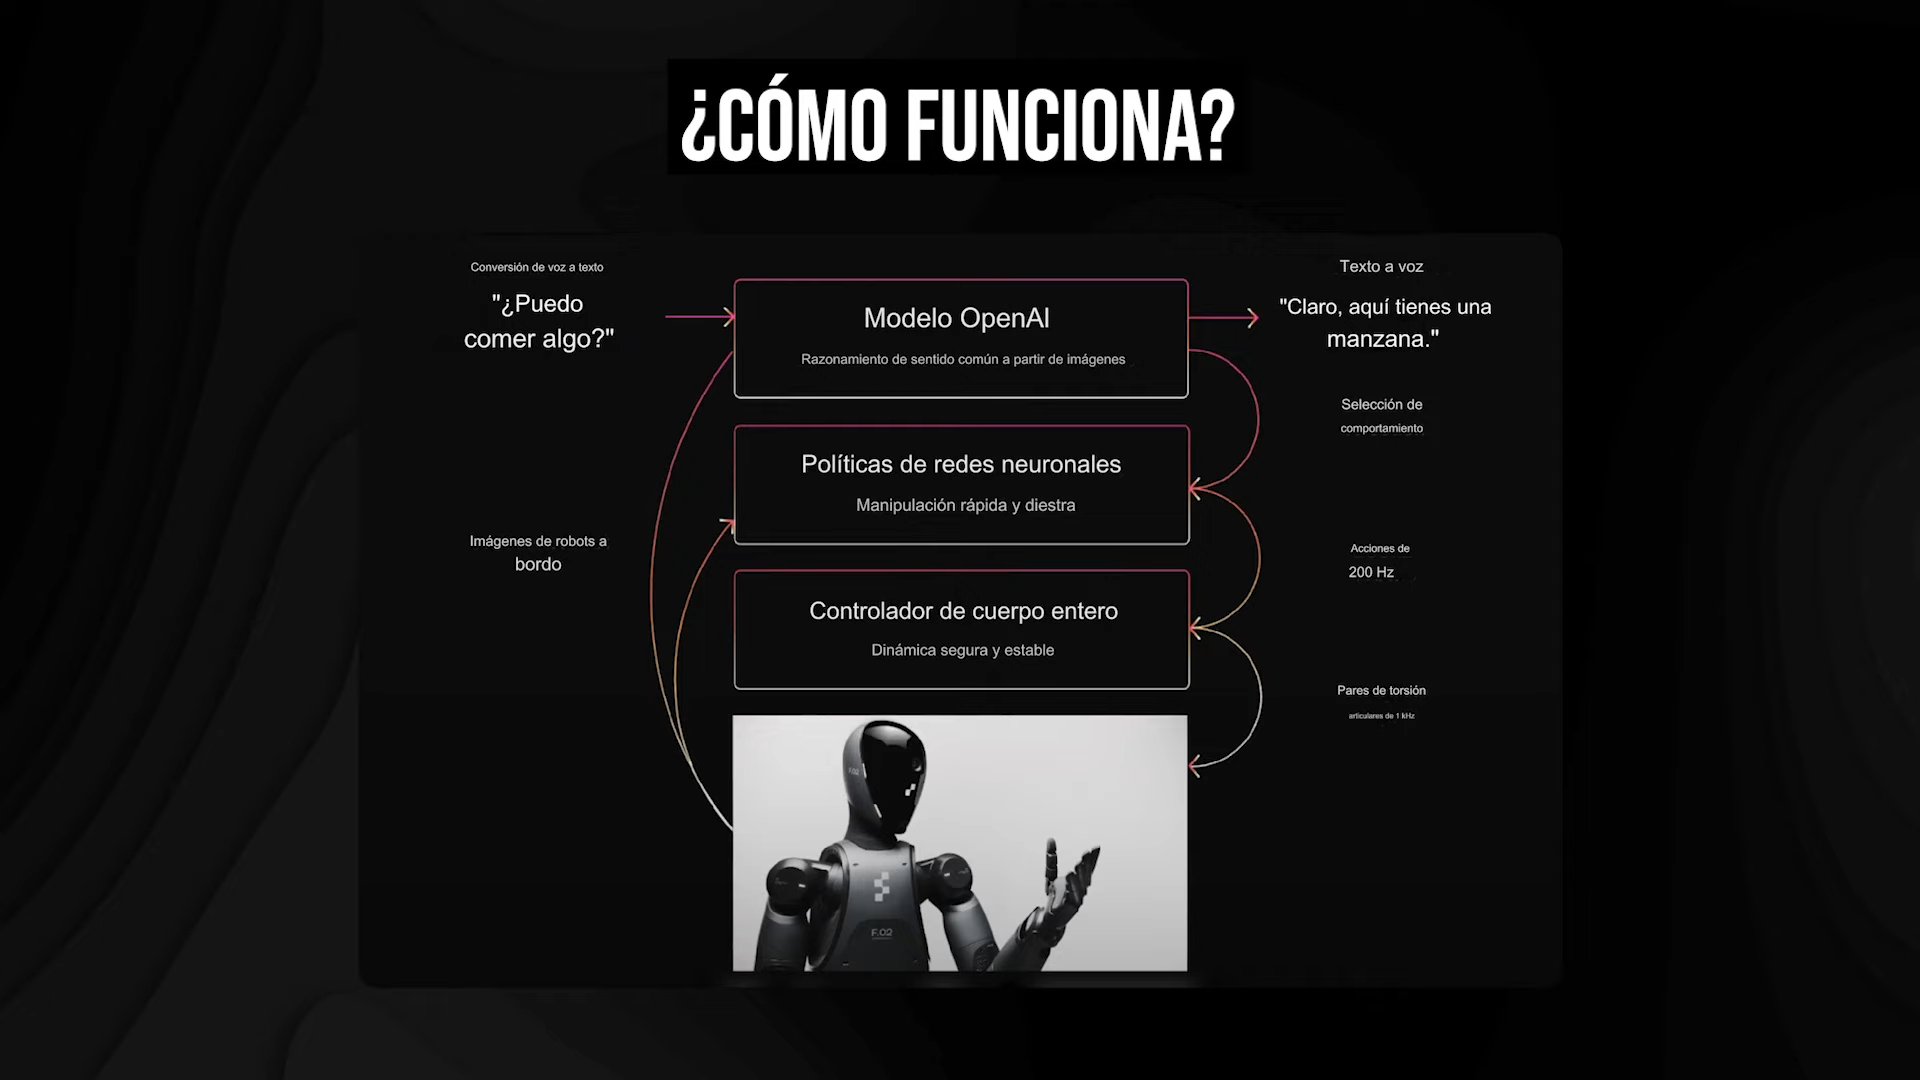 ¿CÓMO FUNCIONA?
Conversión de voz a texto
"¿Puedo
comer algo?"
Modelo OpenAI
Razonamiento de sentido común a partir de imágenes
Texto a voz
"Claro, aquí tienes una
manzana."
Selección de
comportamiento
Políticas de redes neuronales
Manipulación rápida y diestra
Imágenes de robots a
bordo
Acciones de
200 Hz
Controlador de cuerpo entero
Dinámica segura y estable
Pares de torsión
articulares de 1 kHz
F.02